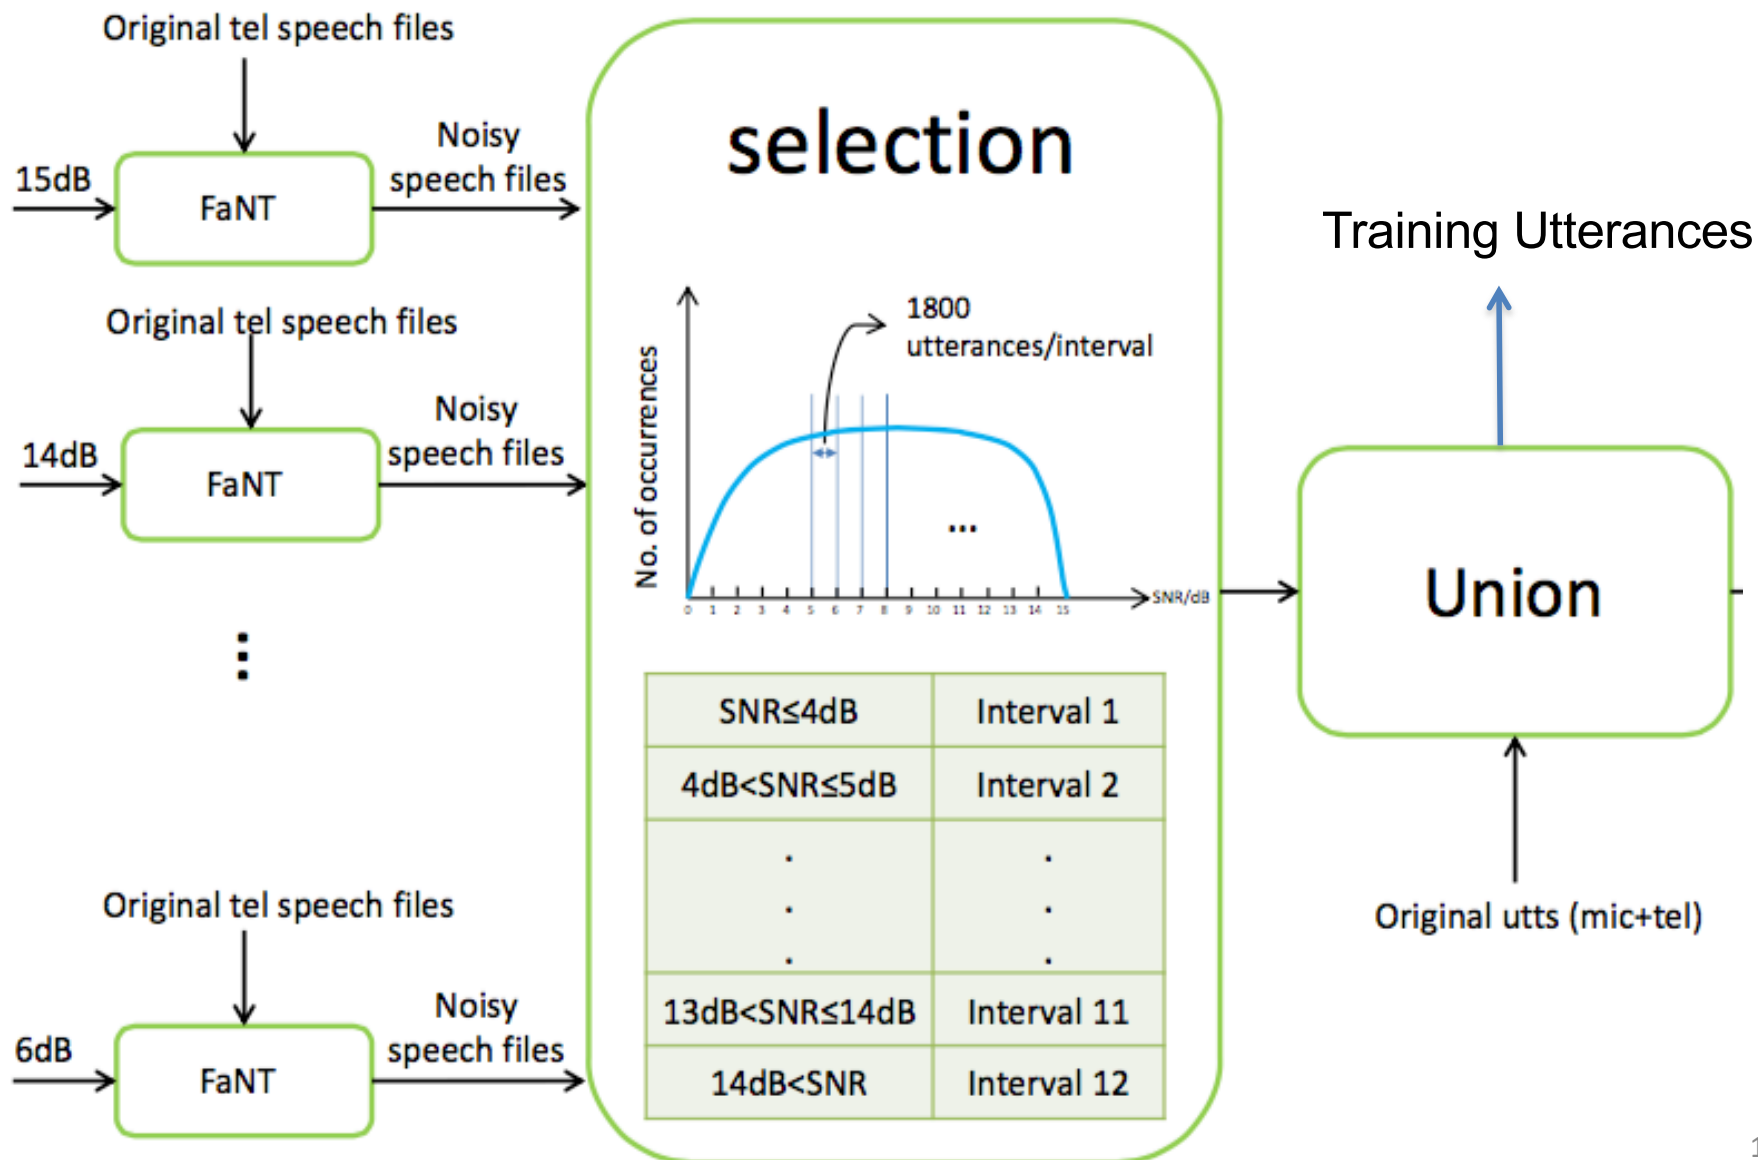 Original tel speech files
15dB
FaNT
Noisy
speech files
Original tel speech files
14dB
FaNT
Noisy
speech files
Original tel speech files
6dB
FaNT
Noisy
speech files
selection
1800
utterances/interval
No. of occurrences
...
0 1 2 3 4 5 6 7 8 9 10 11 12 13 14 15
SNR/dB
SNR≤4dB Interval 1
4dB<SNR≤5dB Interval 2
. .
. .
. .
13dB<SNR≤14dB Interval 11
14dB<SNR Interval 12
Training Utterances
Union
Original utts (mic+tel)
1